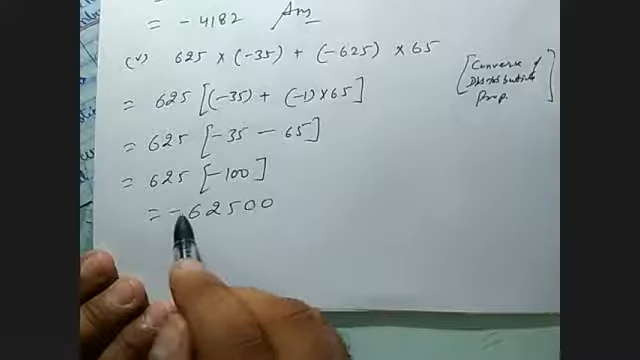 = -4182 Ans
(v) 625 × (-35) + (-625) × 65
= 625 [(-35) + (-1) × 65]
[Converse of Distributive Prop.]
= 625 [-35 - 65]
= 625 [-100]
= -62500